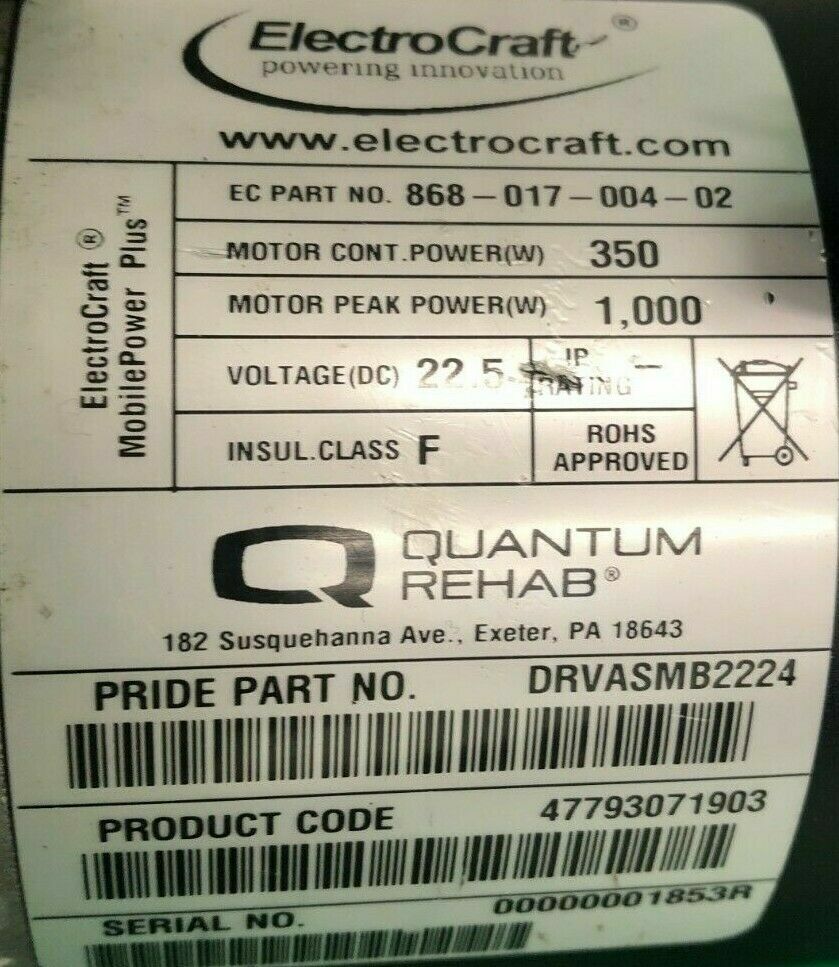 ElectroCraft®
powering innovation
www.electrocraft.com
ElectroCraft®
MobilePower Plus™
EC PART NO. 868-017-004-02
MOTOR CONT.POWER(W) 350
MOTOR PEAK POWER(W) 1,000
VOLTAGE(DC) 22.5
IP
RATING -
INSUL.CLASS F
ROHS
APPROVED
QUANTUM
REHAB®
182 Susquehanna Ave., Exeter, PA 18643
PRIDE PART NO. DRVASMB2224
PRODUCT CODE 47793071903
SERIAL NO. 00000001853R